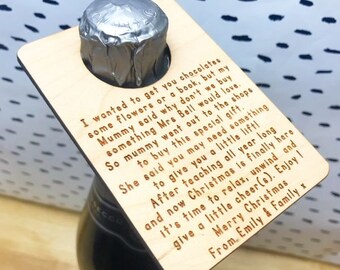 I wanted to get you chocolates
some flowers or a book, but my
Mummy said why don't we buy
something Mrs Bell would love.
So mummy went out to the shops
to buy this special gift.
She said you may need something
to give you a little lift.
After teaching all year long
and now Christmas is finally here
it's time to relax, unwind and
give a little cheer(s). Enjoy!
Merry Christmas
From, Emily & Family x